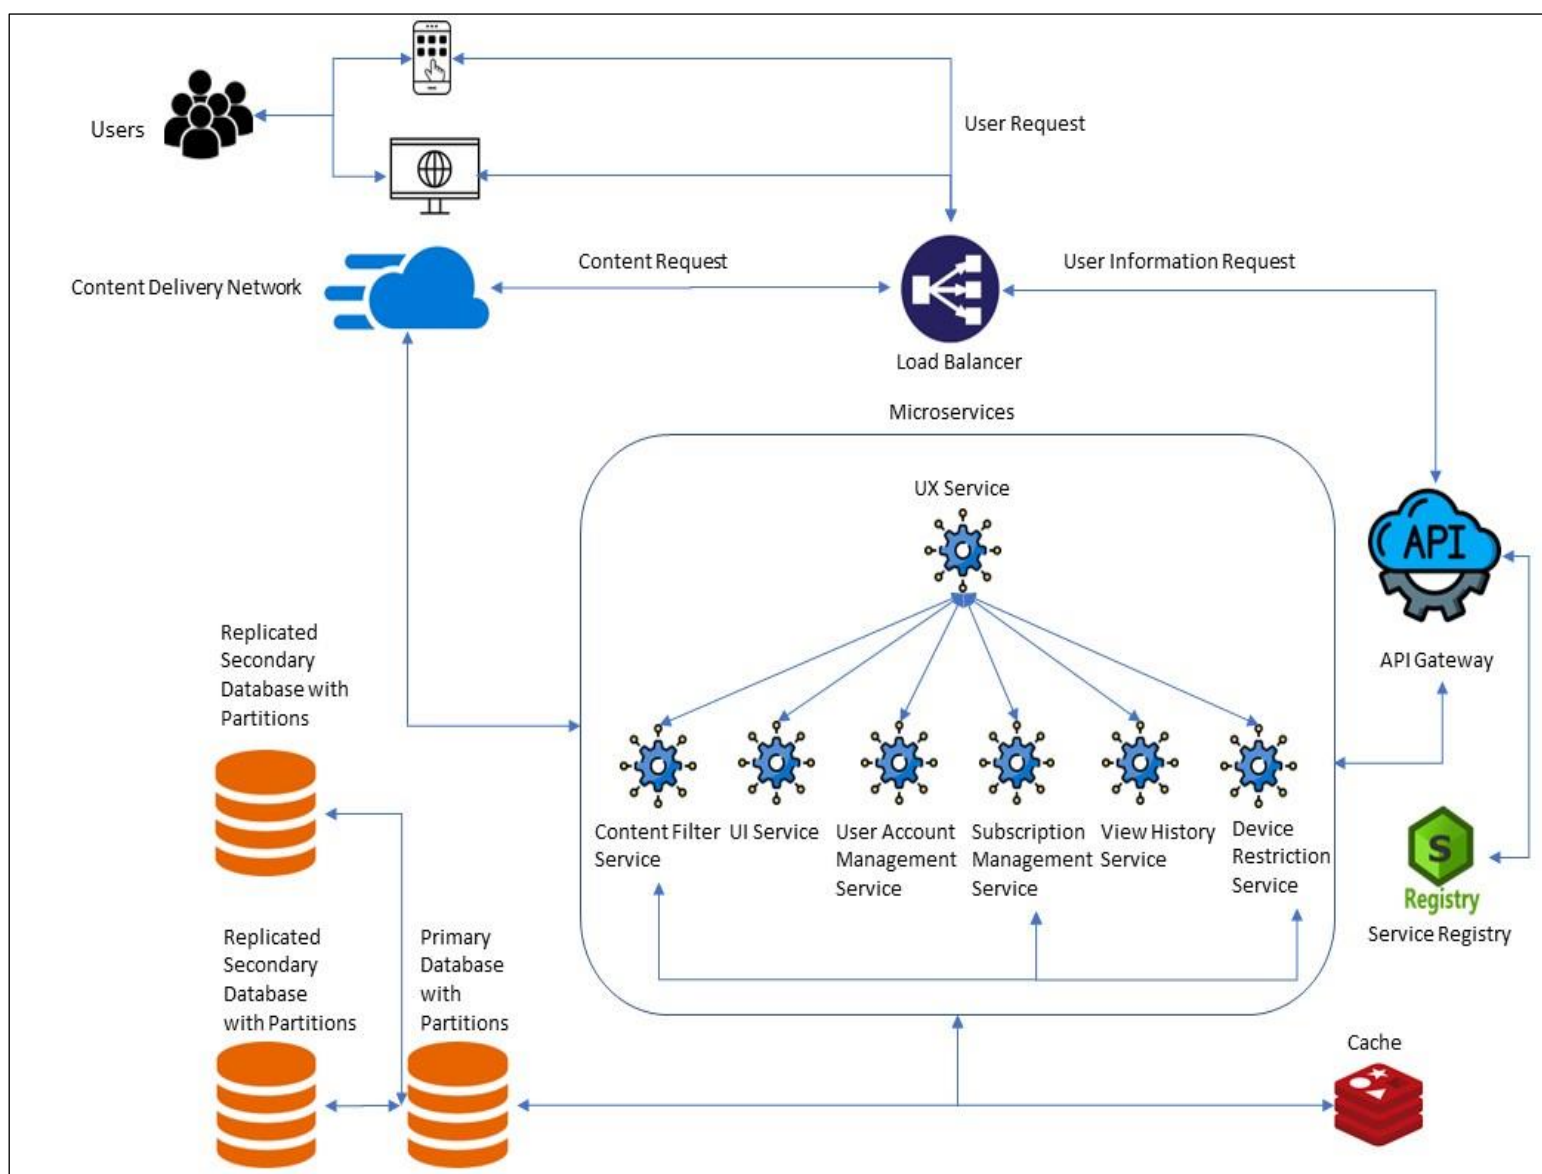 Users
User Request
Content Delivery Network
Content Request
User Information Request
Load Balancer
Microservices
UX Service
API
API Gateway
Replicated
Secondary
Database with
Partitions
Content Filter
Service
UI Service
User Account
Management
Service
Subscription
Management
Service
View History
Service
Device
Restriction
Service
S
Registry
Service Registry
Replicated
Secondary
Database
with Partitions
Primary
Database
with
Partitions
Cache